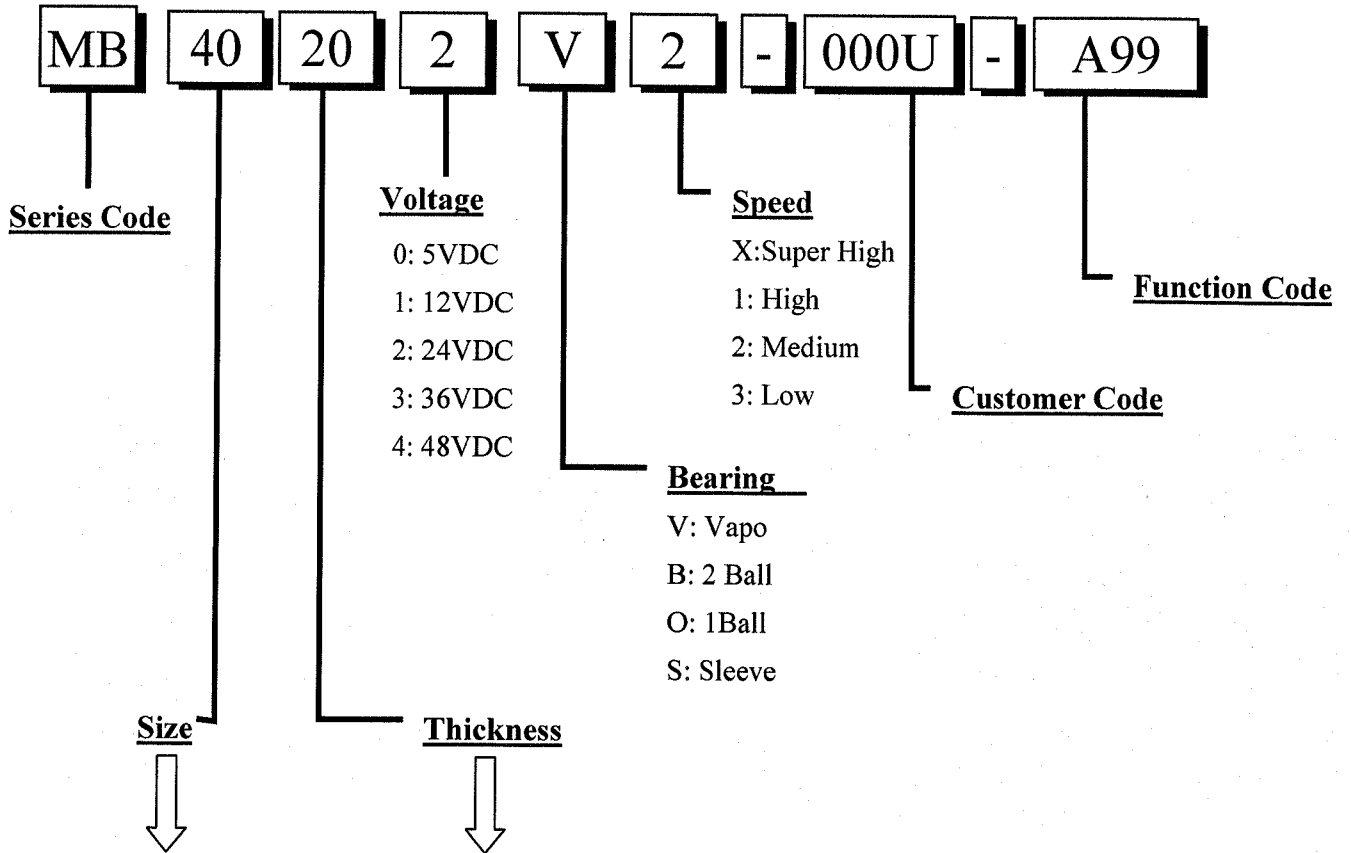 MB 40 20 2 V 2 - 000U - A99
Series Code
Voltage
0: 5VDC
1: 12VDC
2: 24VDC
3: 36VDC
4: 48VDC
Speed
X:Super High
1: High
2: Medium
3: Low
Function Code
Customer Code
Bearing
V: Vapo
B: 2 Ball
O: 1Ball
S: Sleeve
Size
Thickness